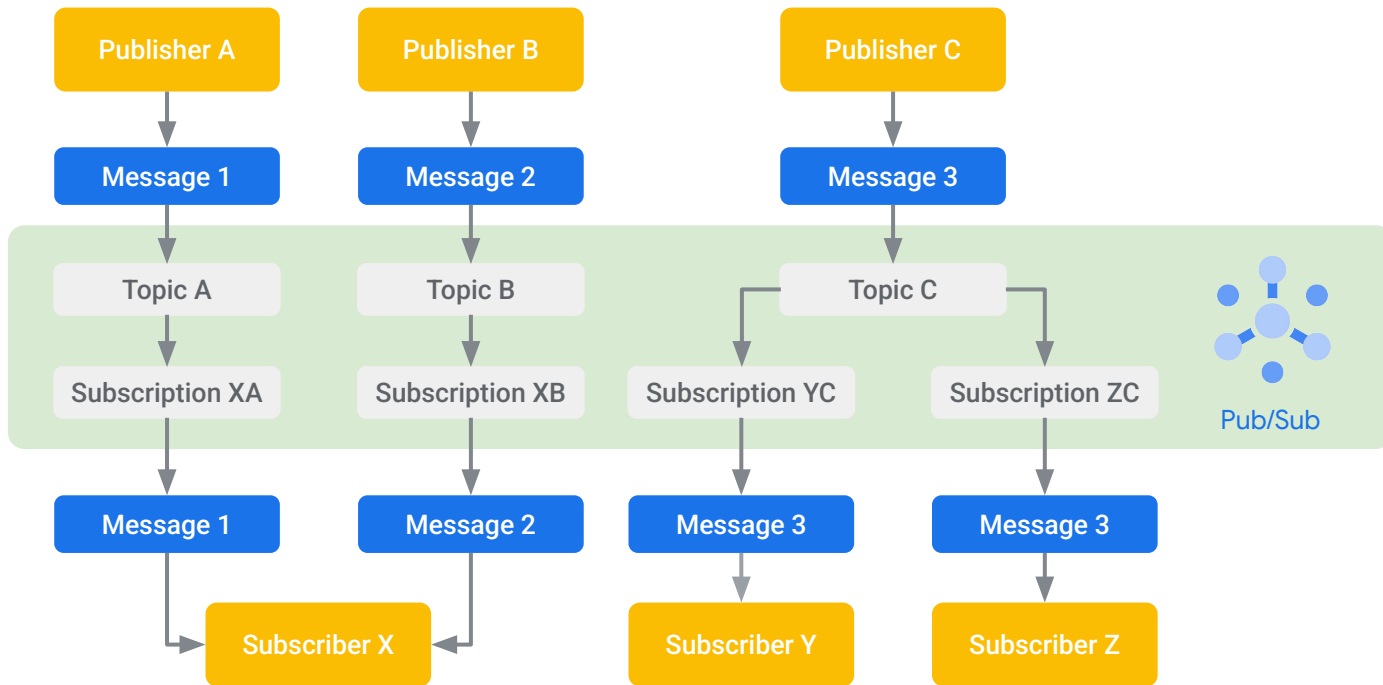 Publisher A
Publisher B
Publisher C
Message 1
Message 2
Message 3
Topic A
Topic B
Topic C
Subscription XA
Subscription XB
Subscription YC
Subscription ZC
Pub/Sub
Message 1
Message 2
Message 3
Message 3
Subscriber X
Subscriber Y
Subscriber Z